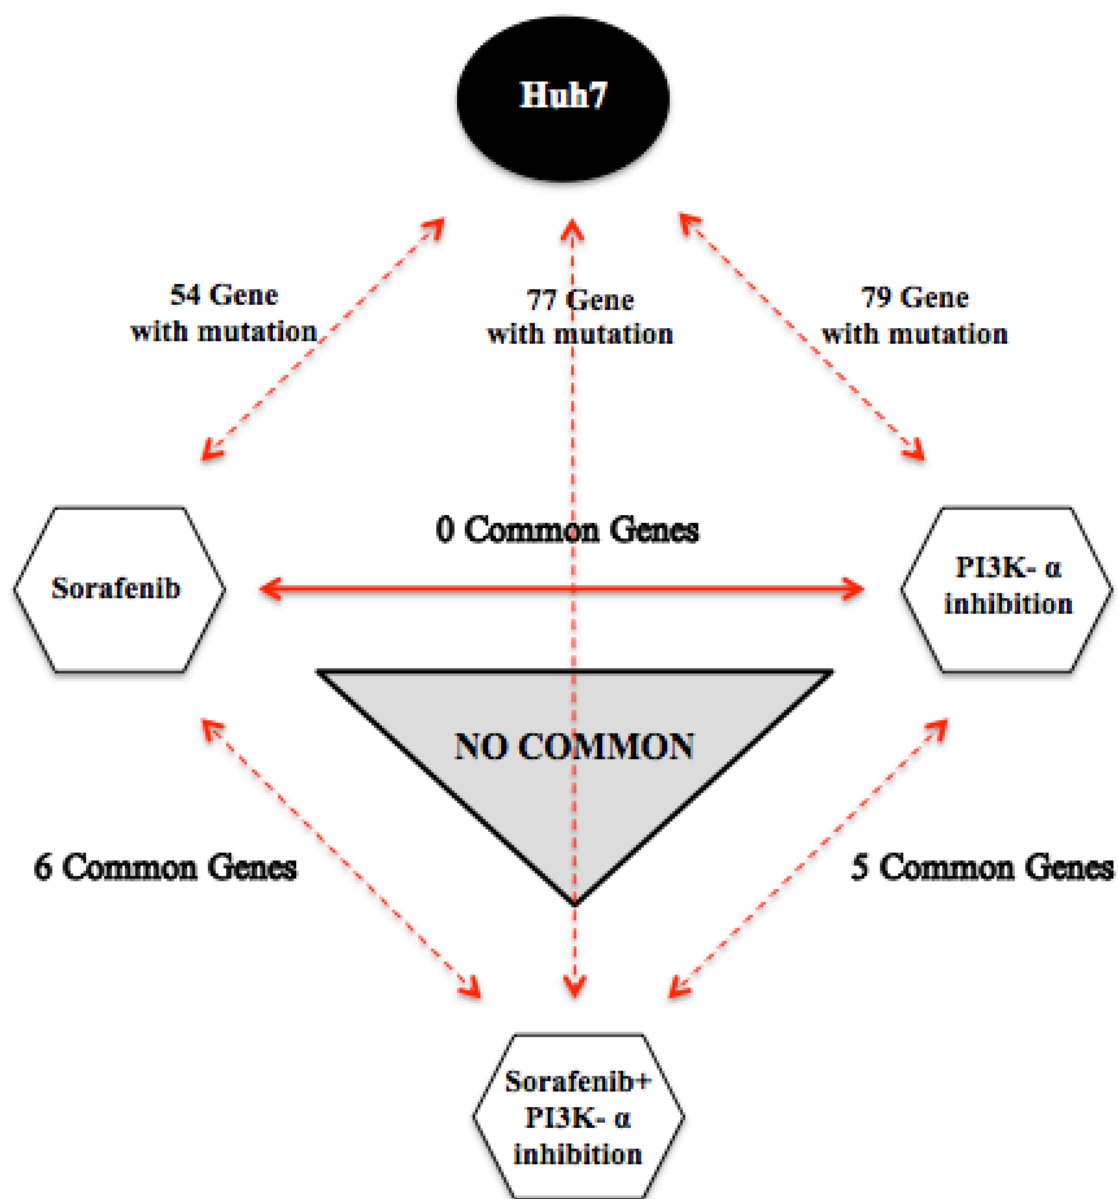 Huh7
54 Gene
with mutation
77 Gene
with mutation
79 Gene
with mutation
0 Common Genes
Sorafenib
PI3K- α
inhibition
NO COMMON
6 Common Genes
5 Common Genes
Sorafenib+
PI3K- α
inhibition